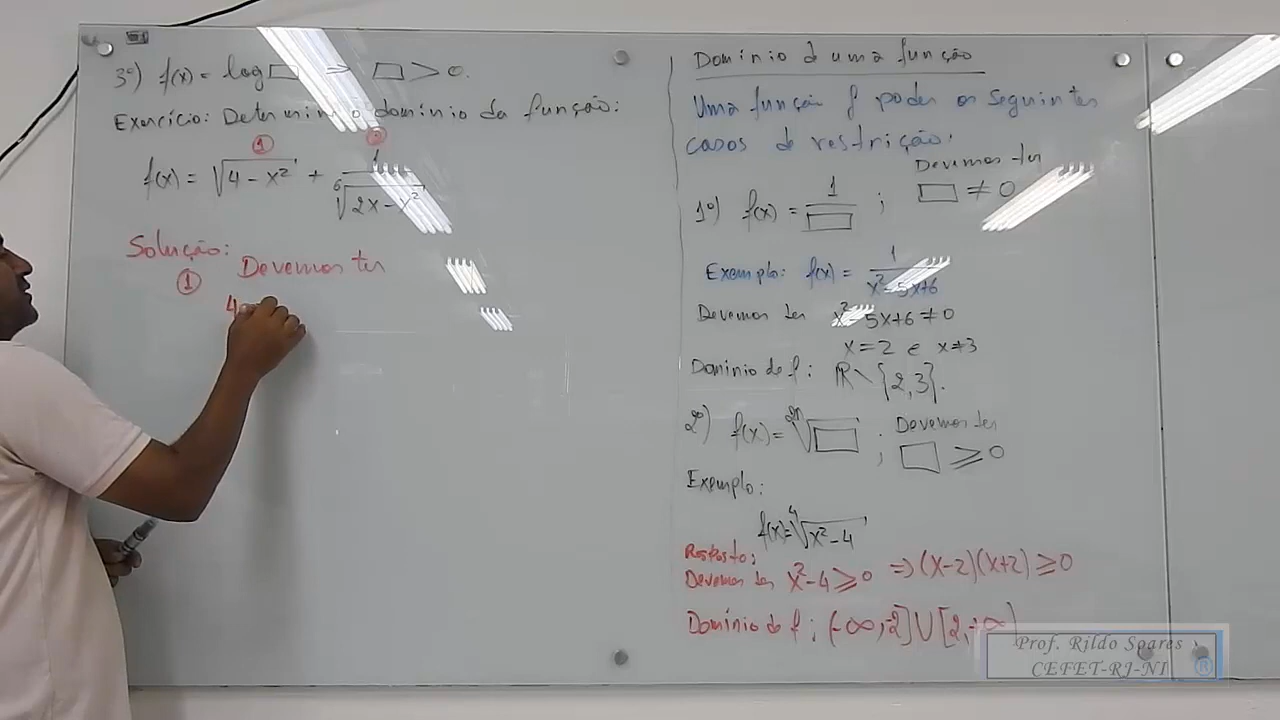 3º) f(x) = log □ ⇒ □ > 0.
Exercício: Determin o domínio da função:
① ②
f(x) = √(4 - x²) + 1/⁶√(2x - x²)
Solução:
① Devemos ter
4
Domínio de uma função
Uma função f poder os seguintes
casos de restrição.
1º) f(x) = 1/□ ; Devemos ter □ ≠ 0
Exemplo: f(x) = 1/(x² - 5x + 6)
Devemos ter x² - 5x + 6 ≠ 0
x = 2 e x ≠ 3
Domínio de f: ℝ \ {2,3}.
2º) f(x) = ²ⁿ√□ ; Devemos ter □ ≥ 0
Exemplo:
f(x) = ⁴√(x² - 4)
Resposta:
Devemos ter x² - 4 ≥ 0 ⇒ (x-2)(x+2) ≥ 0
Domínio de f: (-∞,-2] ∪ [2,+∞)
Prof. Rildo Soares
CEFET-RJ-NI ®